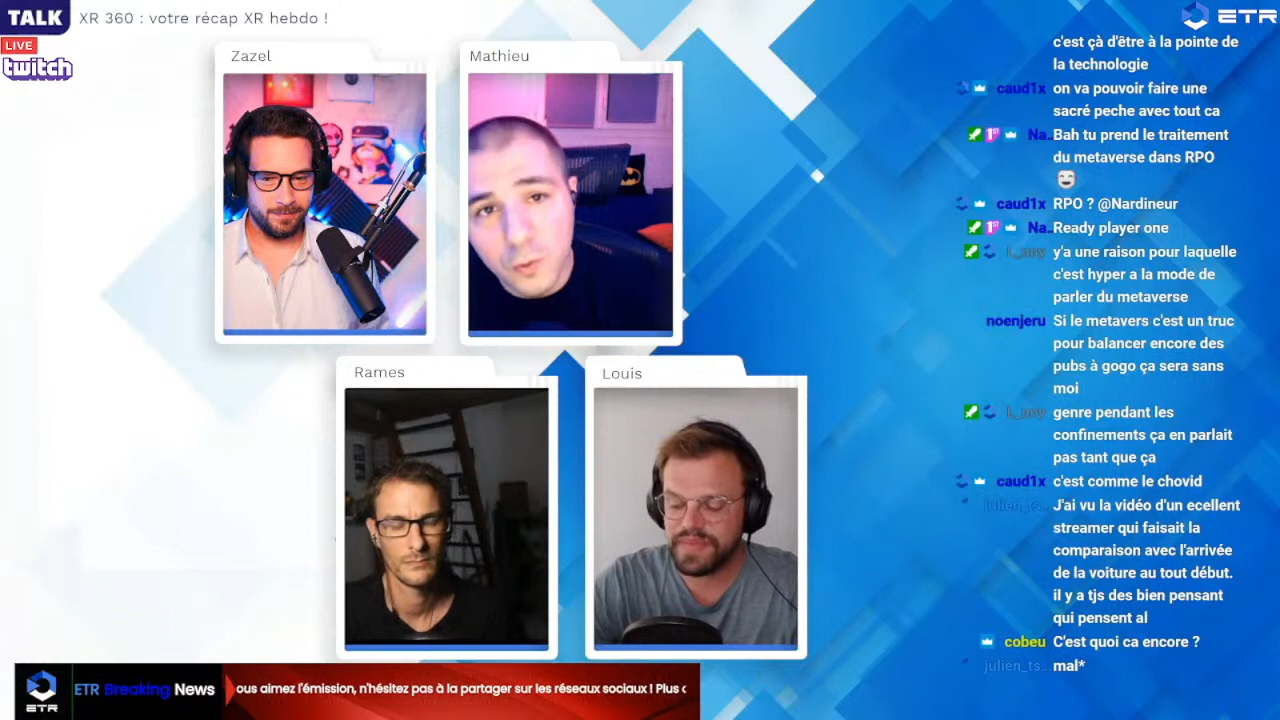 TALK
XR 360 : votre récap XR hebdo !
LIVE
twitch
ETR
Zazel
Mathieu
Rames
Louis
c'est çà d'être à la pointe de
la technologie
caud1x on va pouvoir faire une
sacré peche avec tout ca
Na.. Bah tu prend le traitement
du metaverse dans RPO
caud1x RPO ? @Nardineur
Na.. Ready player one
L_noy y'a une raison pour laquelle
c'est hyper a la mode de
parler du metaverse
noenjeru Si le metavers c'est un truc
pour balancer encore des
pubs à gogo ça sera sans
moi
L_noy genre pendant les
confinements ça en parlait
pas tant que ça
caud1x c'est comme le chovid
julien_ts... J'ai vu la vidéo d'un ecellent
streamer qui faisait la
comparaison avec l'arrivée
de la voiture au tout début.
il y a tjs des bien pensant
qui pensent al
cobeu C'est quoi ca encore ?
julien_ts... mal*
ETR
ETR Breaking News
ous aimez l'émission, n'hésitez pas à la partager sur les réseaux sociaux ! Plus